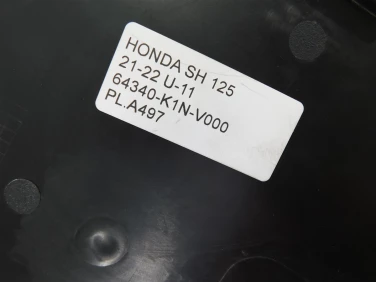 HONDA SH 125
21-22 U-11
64340-K1N-V000
PL.A497